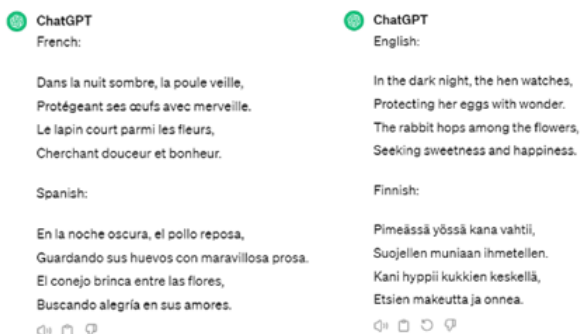 ChatGPT
French:
Dans la nuit sombre, la poule veille,
Protégeant ses œufs avec merveille.
Le lapin court parmi les fleurs,
Cherchant douceur et bonheur.
Spanish:
En la noche oscura, el pollo reposa,
Guardando sus huevos con maravillosa prosa.
El conejo brinca entre las flores,
Buscando alegría en sus amores.
ChatGPT
English:
In the dark night, the hen watches,
Protecting her eggs with wonder.
The rabbit hops among the flowers,
Seeking sweetness and happiness.
Finnish:
Pimeässä yössä kana vahtii,
Suojellen muniaan ihmetellen.
Kani hyppii kukkien keskellä,
Etsien makeutta ja onnea.